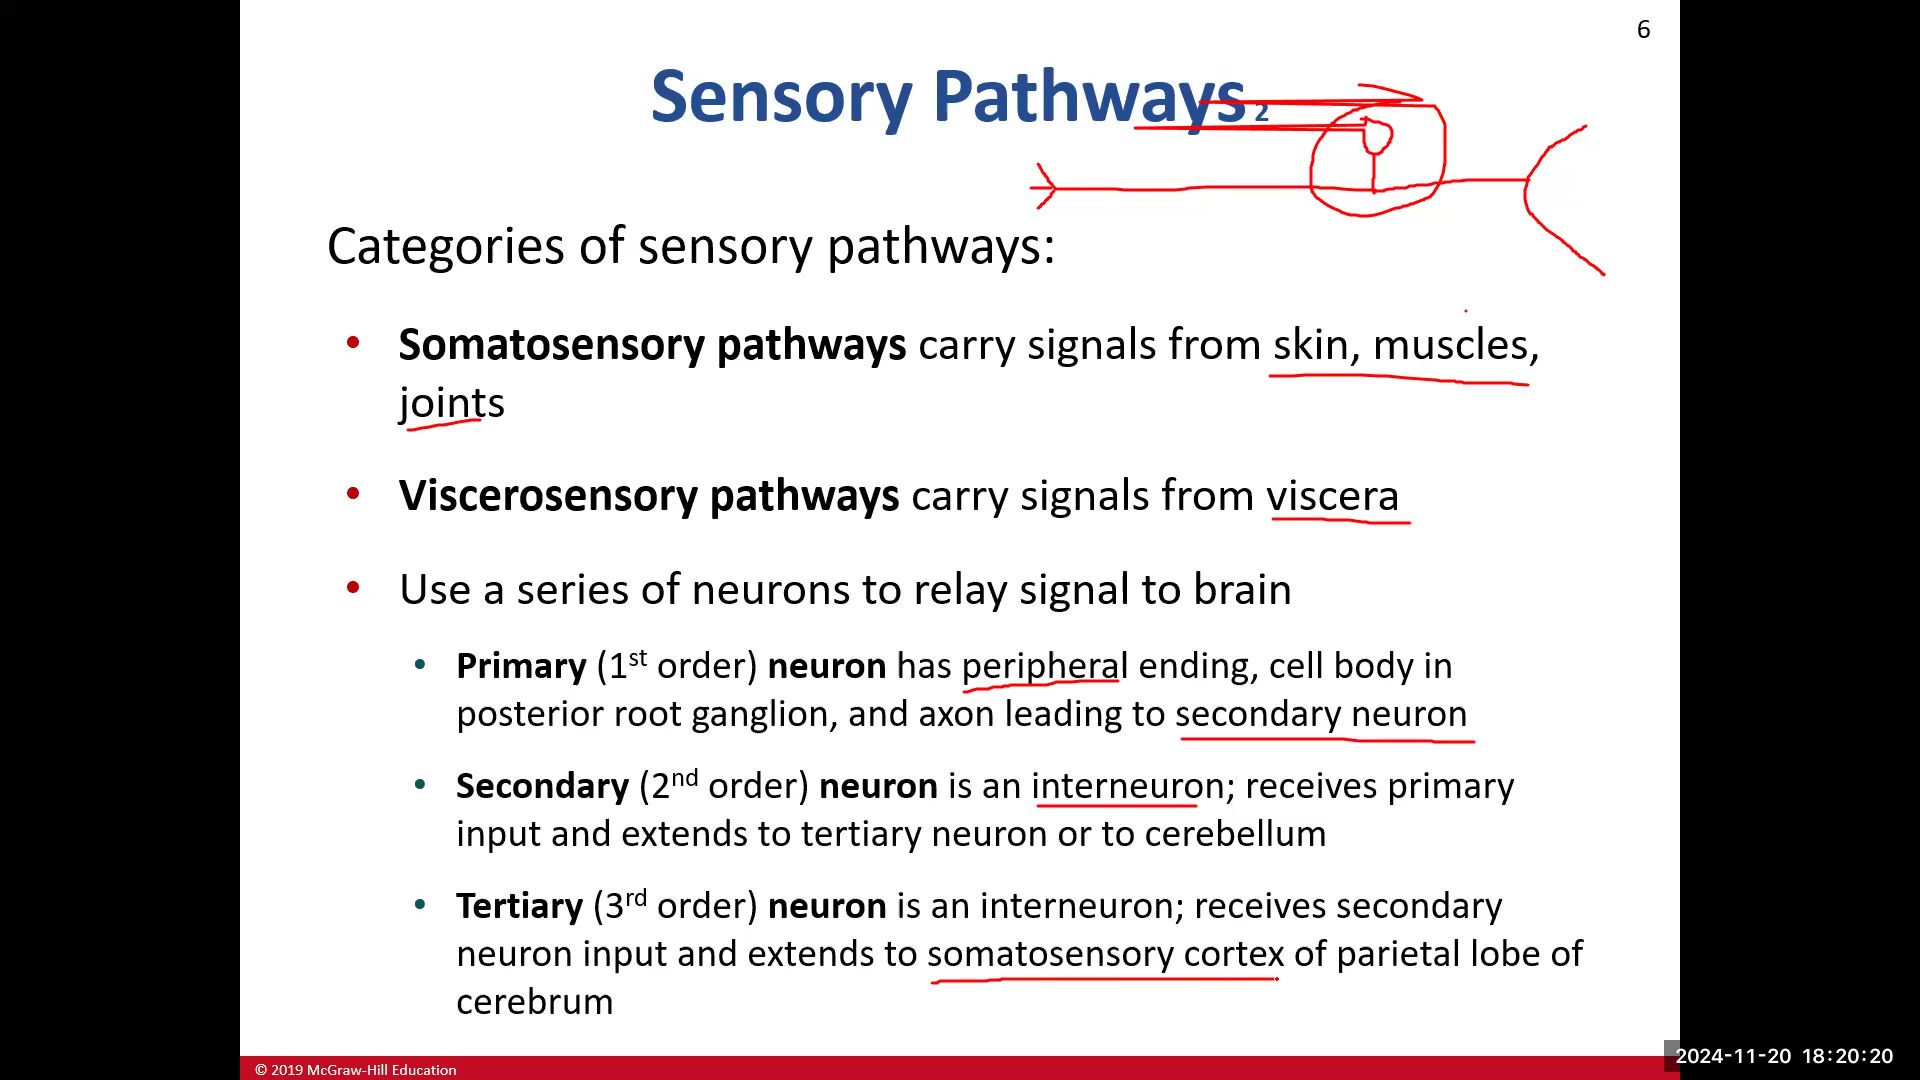 6
Sensory Pathways 2
Categories of sensory pathways:
• Somatosensory pathways carry signals from skin, muscles,
joints
• Viscerosensory pathways carry signals from viscera
• Use a series of neurons to relay signal to brain
• Primary (1st order) neuron has peripheral ending, cell body in
posterior root ganglion, and axon leading to secondary neuron
• Secondary (2nd order) neuron is an interneuron; receives primary
input and extends to tertiary neuron or to cerebellum
• Tertiary (3rd order) neuron is an interneuron; receives secondary
neuron input and extends to somatosensory cortex of parietal lobe of
cerebrum
© 2019 McGraw-Hill Education
2024-11-20 18:20:20